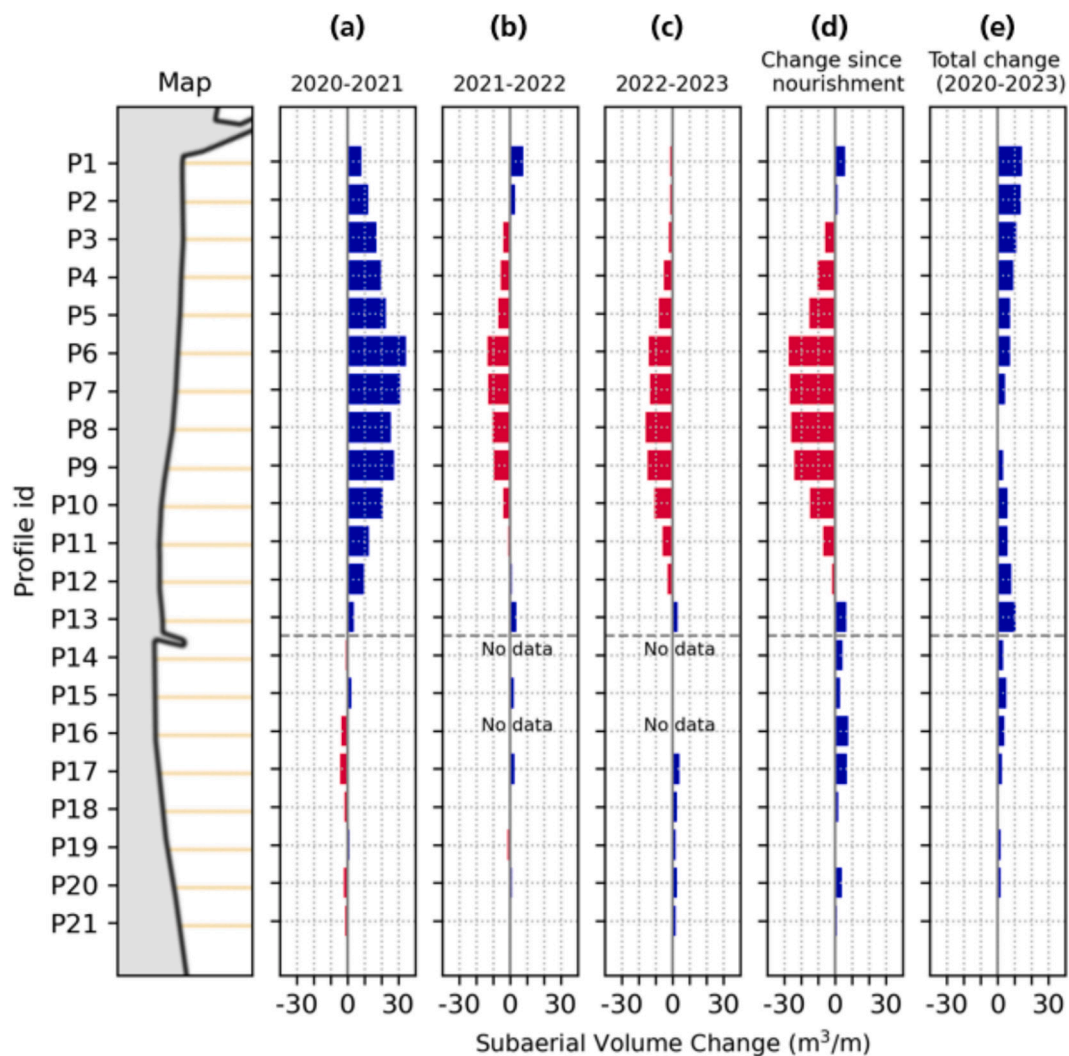 (a) (b) (c) (d) (e)
Map 2020-2021 2021-2022 2022-2023 Change since nourishment Total change (2020-2023)
Profile id
P1
P2
P3
P4
P5
P6
P7
P8
P9
P10
P11
P12
P13
P14 No data No data
P15
P16 No data No data
P17
P18
P19
P20
P21
-30 0 30 -30 0 30 -30 0 30 -30 0 30 -30 0 30
Subaerial Volume Change (m³/m)